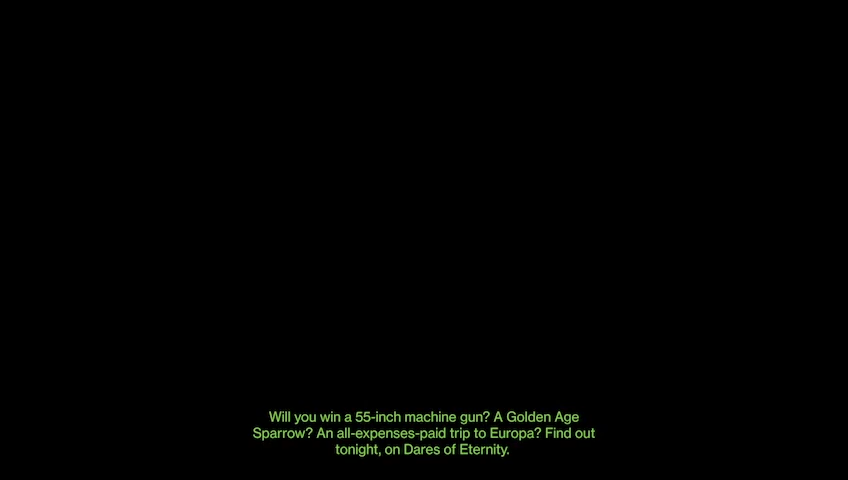 Will you win a 55-inch machine gun? A Golden Age
Sparrow? An all-expenses-paid trip to Europa? Find out
tonight, on Dares of Eternity.